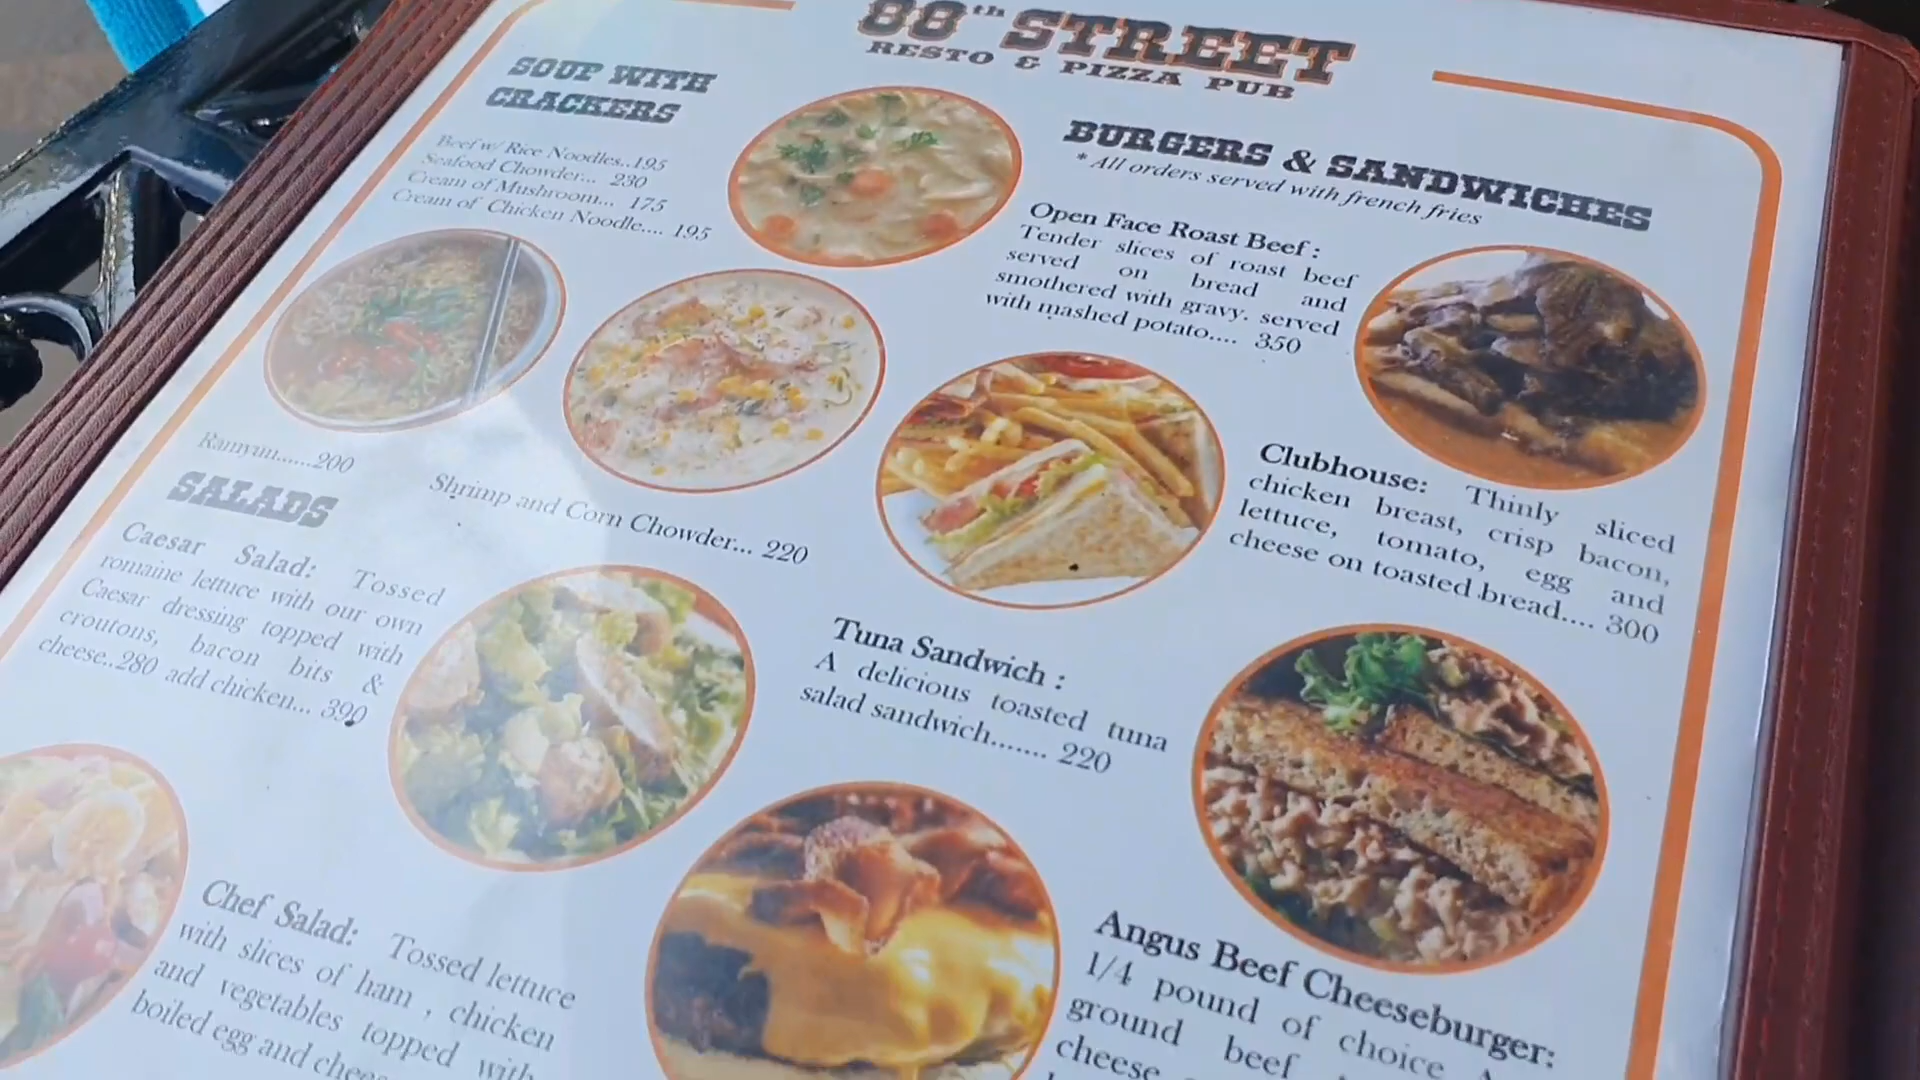 88th STREET
RESTO & PIZZA PUB
SOUP WITH
CRACKERS
Beef w/ Rice Noodles..195
Seafood Chowder... 230
Cream of Mushroom... 175
Cream of Chicken Noodle.... 195
Ramyun......200
Shrimp and Corn Chowder... 220
SALADS
Caesar Salad: Tossed
romaine lettuce with our own
Caesar dressing topped with
croutons, bacon bits &
cheese..280 add chicken... 390
Chef Salad: Tossed lettuce
with slices of ham , chicken
and vegetables topped with
boiled egg and
BURGERS & SANDWICHES
* All orders served with french fries
Open Face Roast Beef :
Tender slices of roast beef
served on bread and
smothered with gravy. served
with mashed potato.... 350
Clubhouse: Thinly sliced
chicken breast, crisp bacon,
lettuce, tomato, egg and
cheese on toasted bread.... 300
Tuna Sandwich :
A delicious toasted tuna
salad sandwich....... 220
Angus Beef Cheeseburger:
1/4 pound of choice
ground beef
cheese